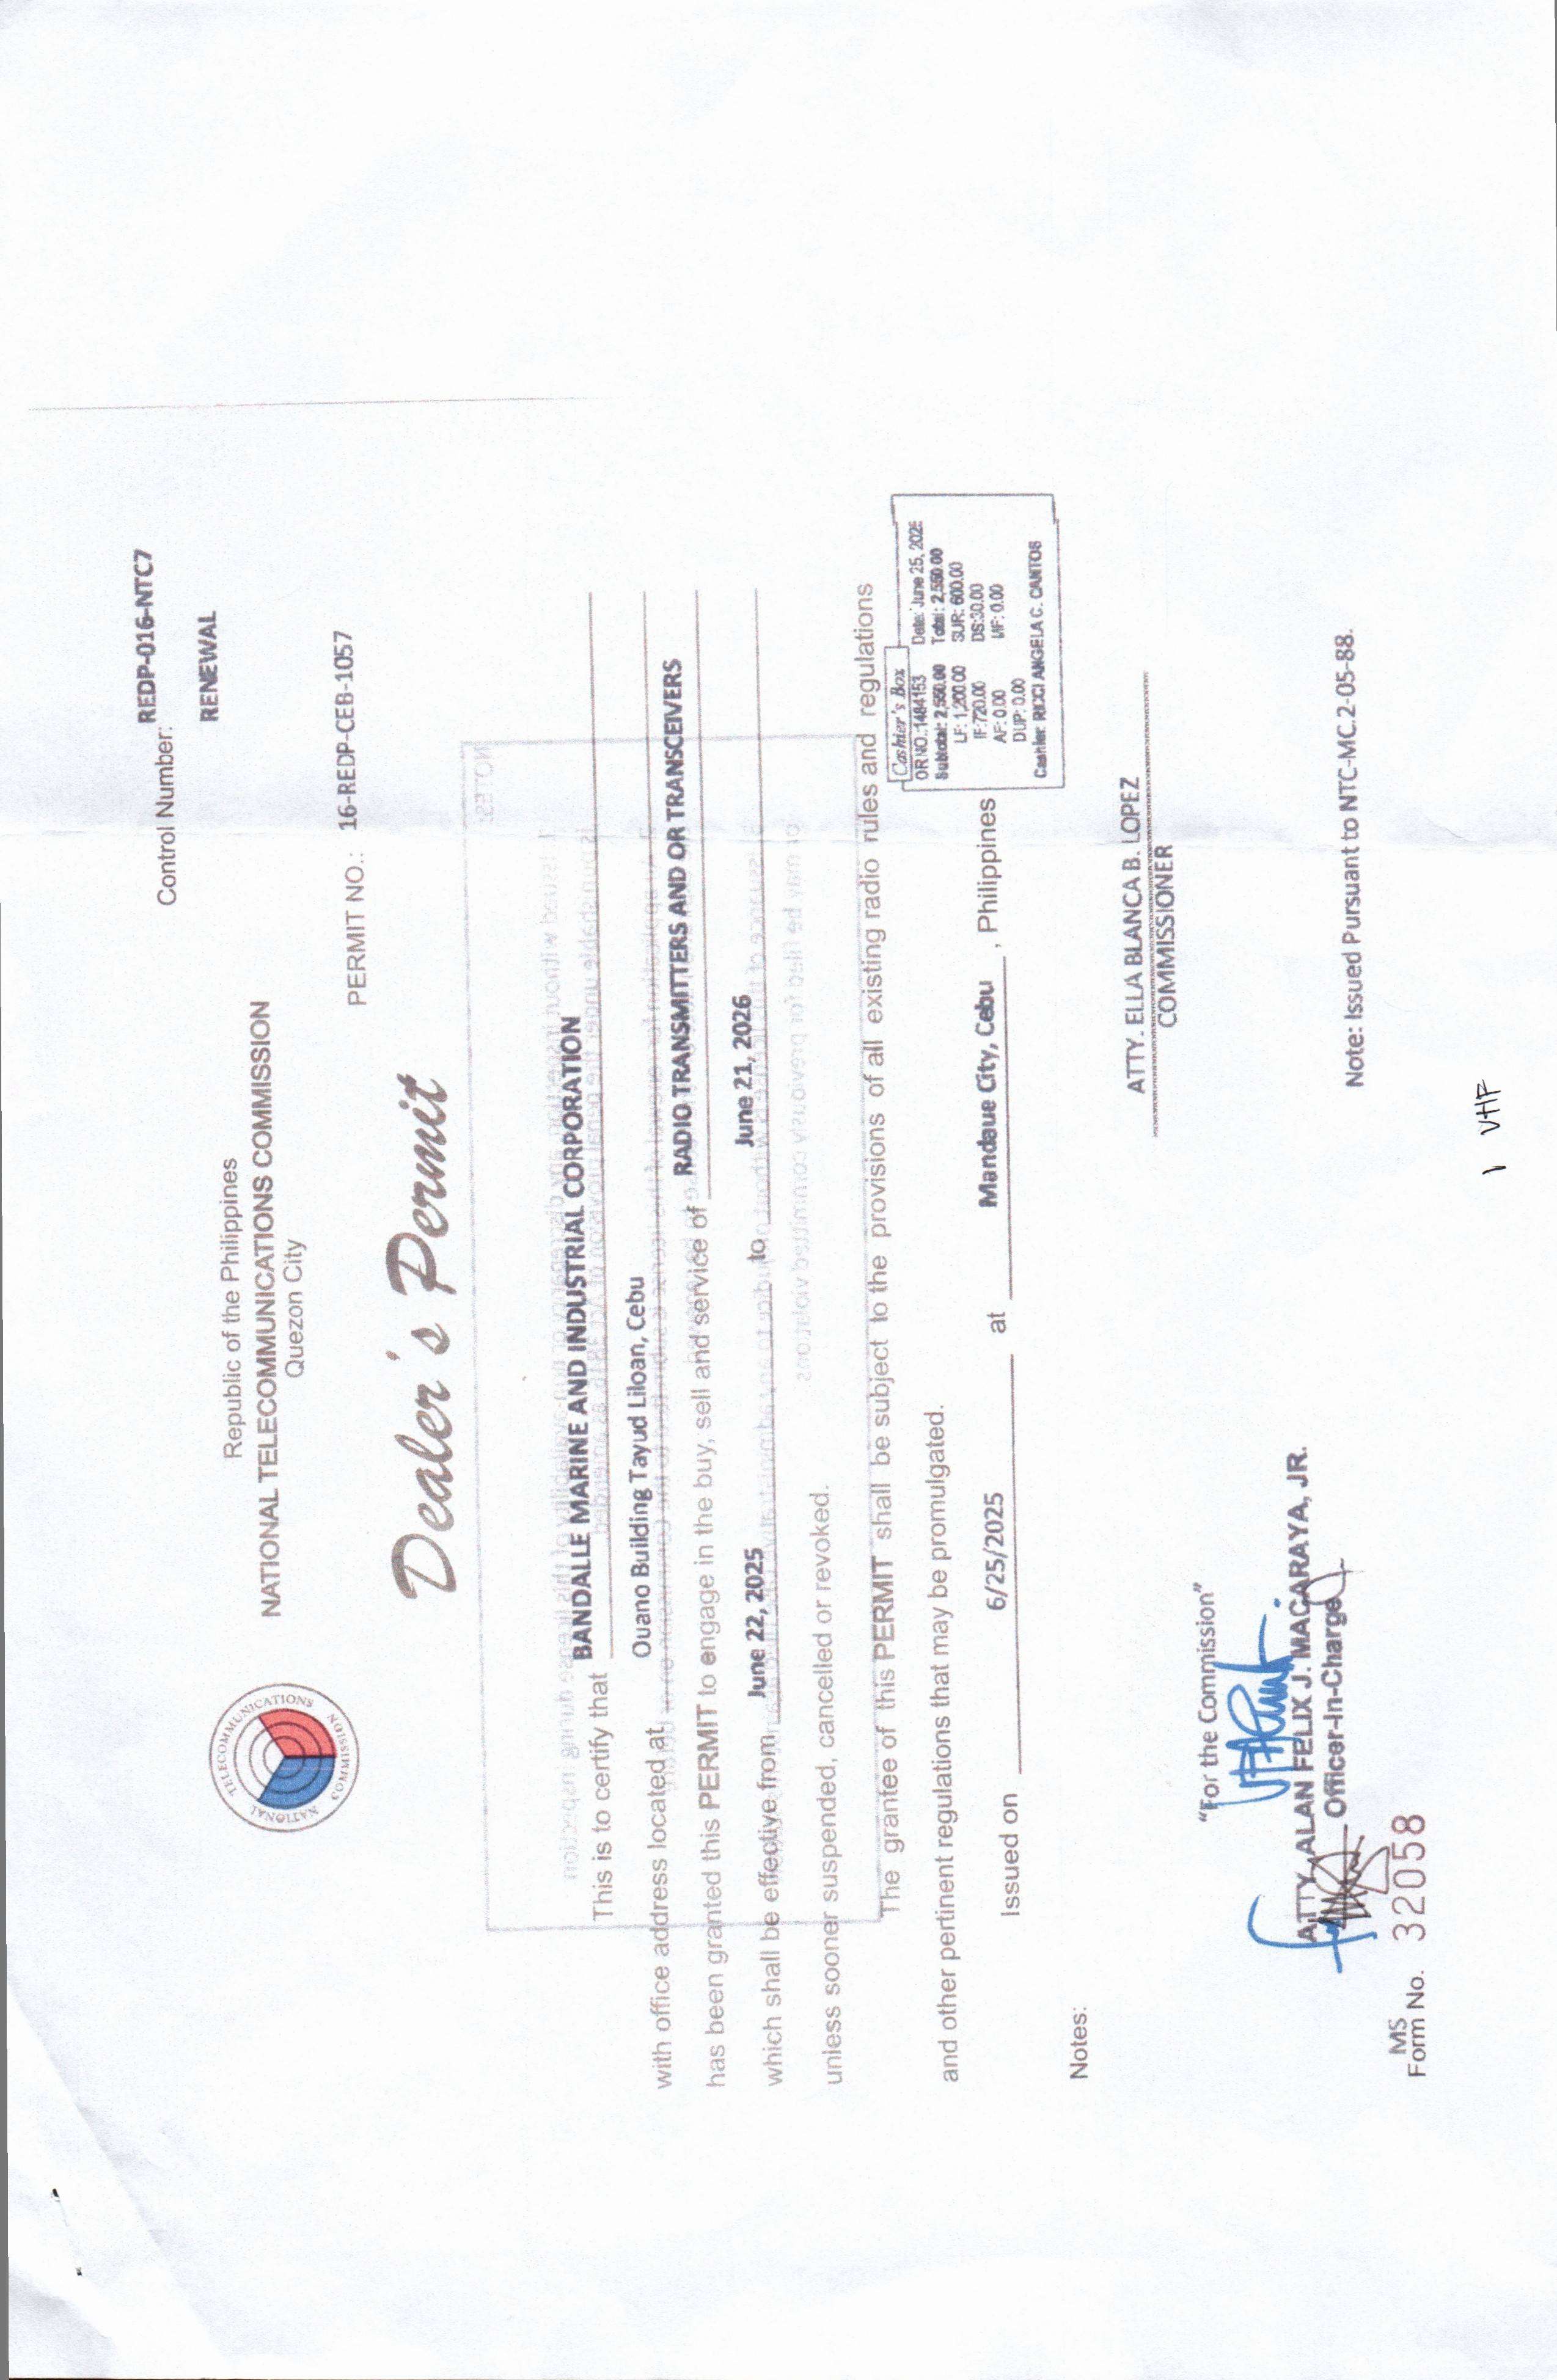 Control Number: REDP-016-NTC7
RENEWAL
Republic of the Philippines
NATIONAL TELECOMMUNICATIONS COMMISSION
Quezon City
NATIONAL TELECOMMUNICATIONS COMMISSION
PERMIT NO.: 16-REDP-CEB-1057
Dealer's Permit
This is to certify that BANDALLE MARINE AND INDUSTRIAL CORPORATION
with office address located at Ouano Building Tayud Liloan, Cebu
has been granted this PERMIT to engage in the buy, sell and service of RADIO TRANSMITTERS AND OR TRANSCEIVERS
which shall be effective from June 22, 2025 to June 21, 2026
unless sooner suspended, cancelled or revoked.
The grantee of this PERMIT shall be subject to the provisions of all existing radio rules and regulations
and other pertinent regulations that may be promulgated.
Issued on 6/25/2025 at Mandaue City, Cebu, Philippines
Cashier's Box
OR NO.:1484153 Date: June 25, 202
Subtotal: 2,550.00 Total: 2,550.00
LF: 1,200.00 SUR: 600.00
IF:720.00 DS:30.00
AF: 0.00 MF: 0.00
DUP: 0.00
Cashier: RICCI ANGELA C. CANTOS
Notes:
ATTY. ELLA BLANCA B. LOPEZ
COMMISSIONER
"For the Commission"
ATTY. ALAN FELIX J. MACARAYA, JR.
Officer-In-Charge
Note: Issued Pursuant to NTC-MC.2-05-88.
MS
Form No. 32058
1 VHF